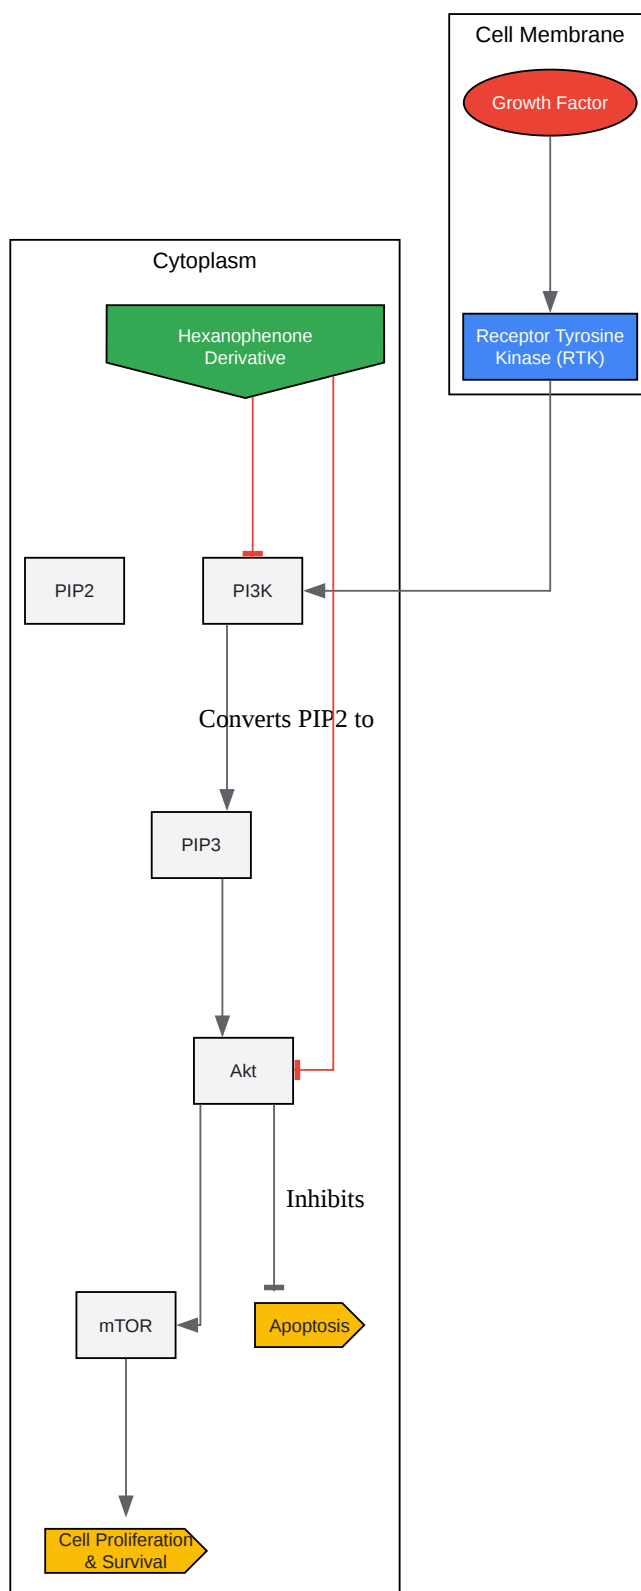 Cell Membrane
Growth Factor
Cytoplasm
Hexanophenone
Derivative
Receptor Tyrosine
Kinase (RTK)
PIP2
PI3K
Converts PIP2 to
PIP3
Akt
Inhibits
mTOR
Apoptosis
Cell Proliferation
& Survival